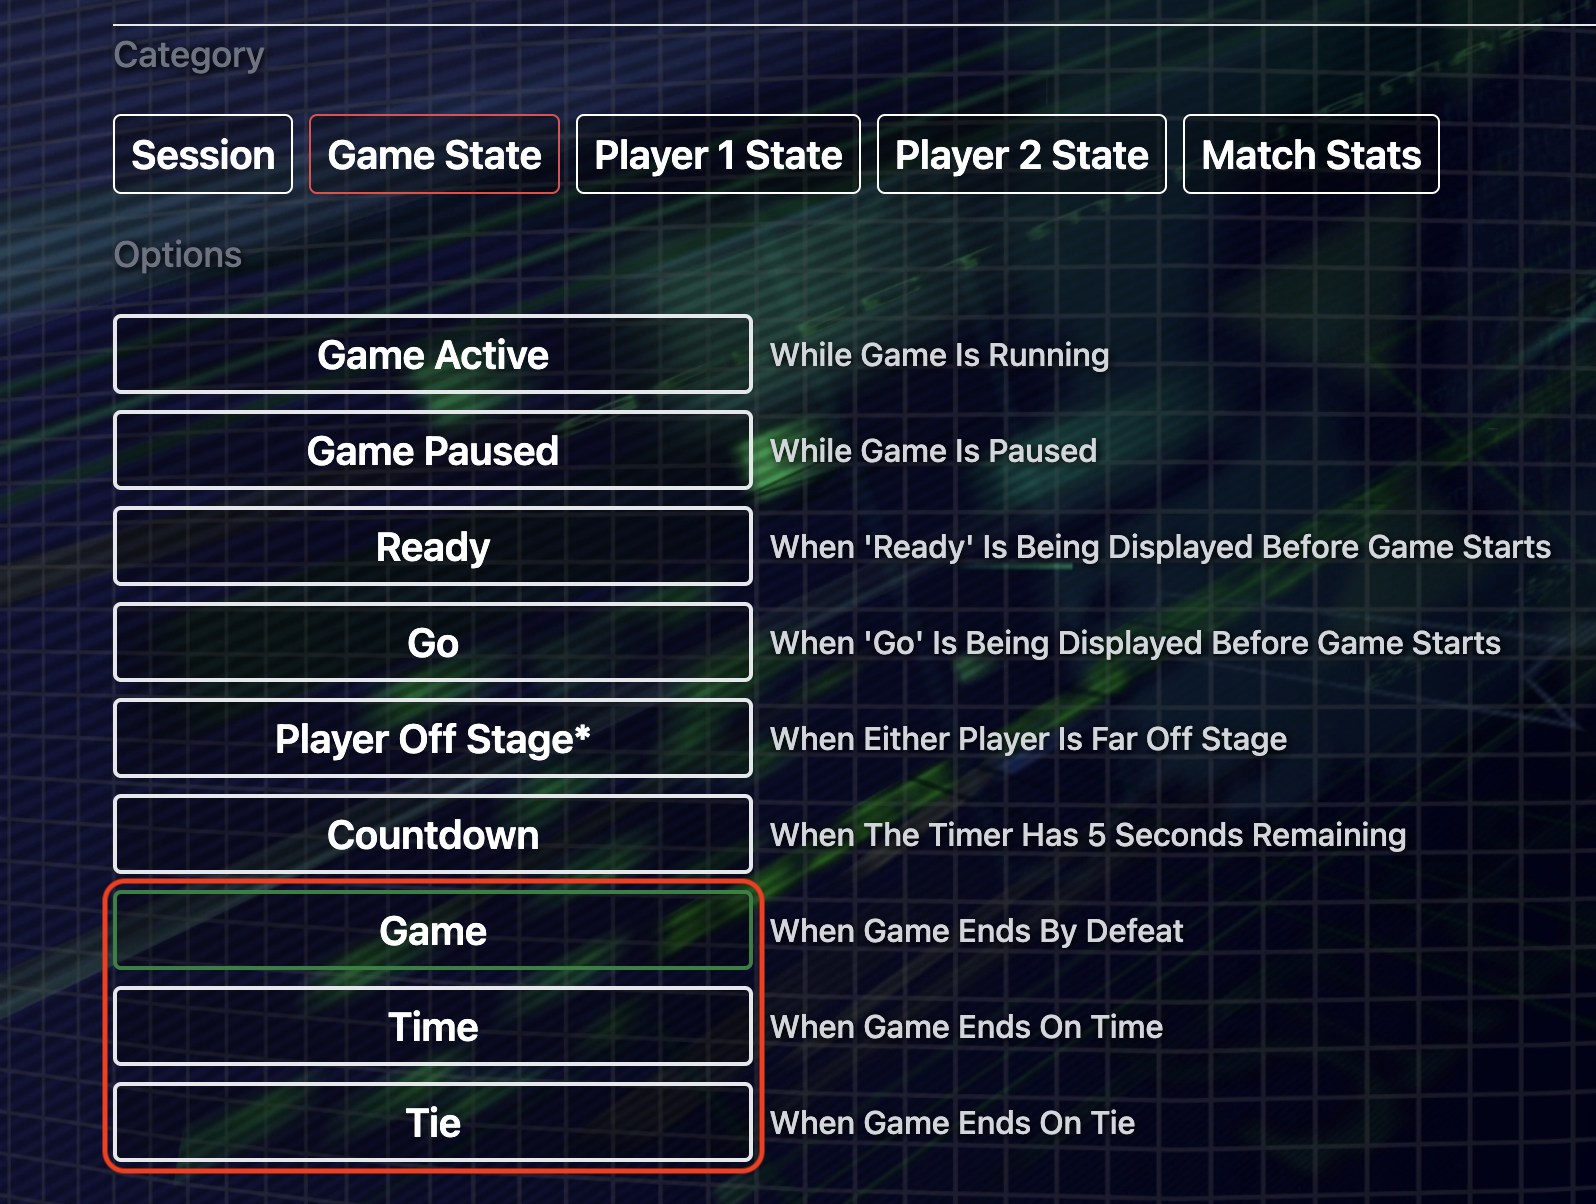 Category
Session Game State Player 1 State Player 2 State Match Stats
Options
Game Active While Game Is Running
Game Paused While Game Is Paused
Ready When 'Ready' Is Being Displayed Before Game Starts
Go When 'Go' Is Being Displayed Before Game Starts
Player Off Stage* When Either Player Is Far Off Stage
Countdown When The Timer Has 5 Seconds Remaining
Game When Game Ends By Defeat
Time When Game Ends On Time
Tie When Game Ends On Tie